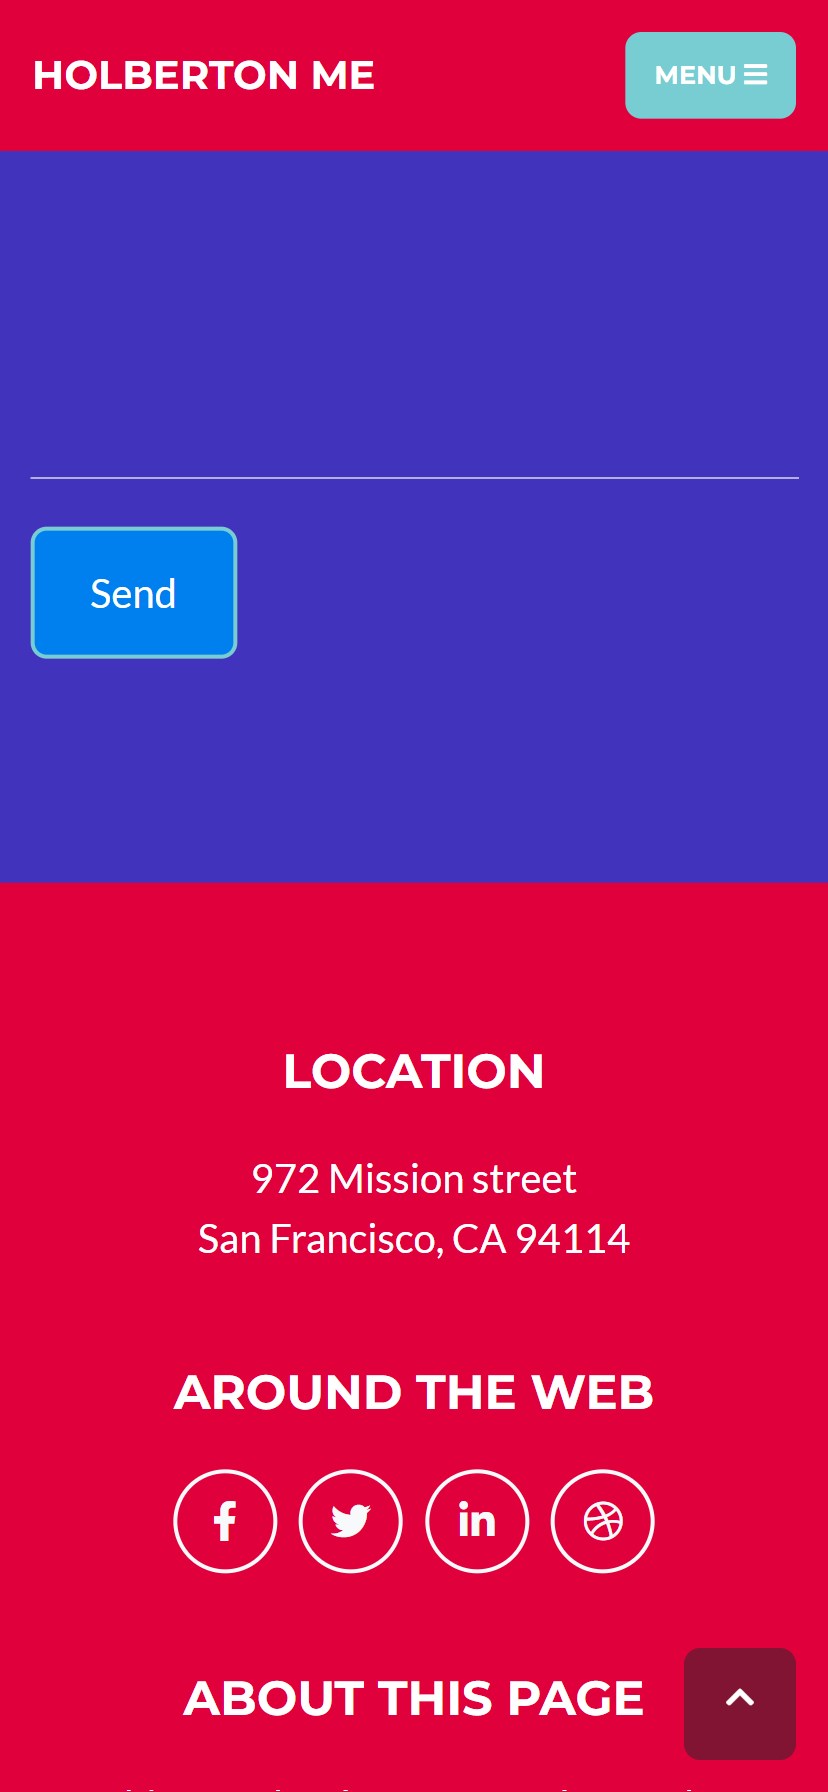 HOLBERTON ME
MENU
Send
LOCATION
972 Mission street
San Francisco, CA 94114
AROUND THE WEB
ABOUT THIS PAGE